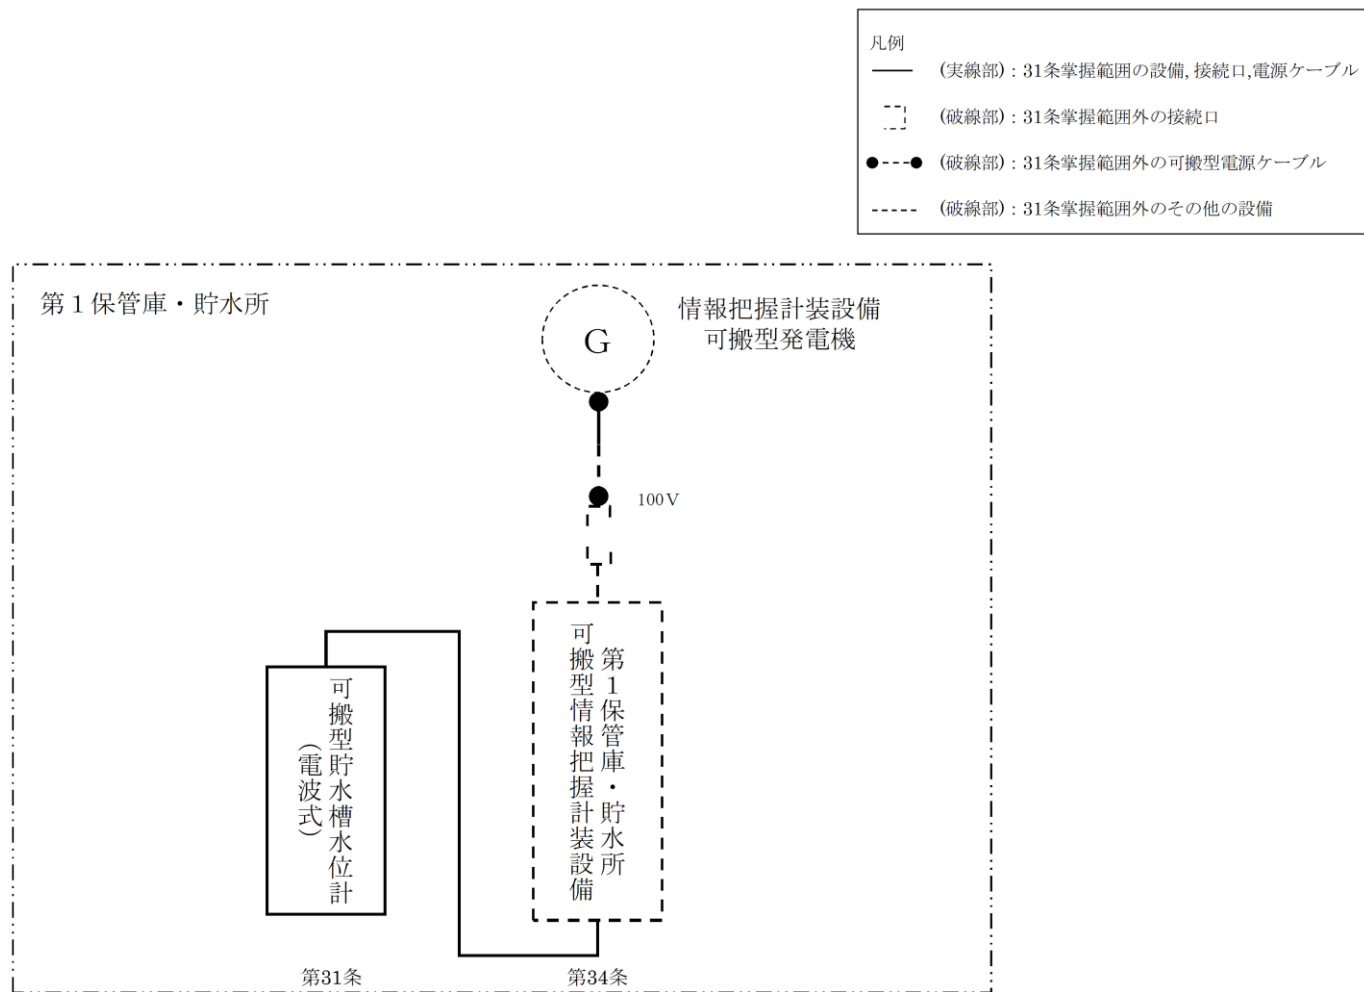 凡例
(実線部)：31条掌握範囲の設備, 接続口,電源ケーブル
(破線部)：31条掌握範囲外の接続口
(破線部)：31条掌握範囲外の可搬型電源ケーブル
(破線部)：31条掌握範囲外のその他の設備
第１保管庫・貯水所
情報把握計装設備
可搬型発電機
G
100V
可搬型貯水槽水位計
（電波式）
第１保管庫・貯水所
可搬型情報把握計装設備
第31条
第34条